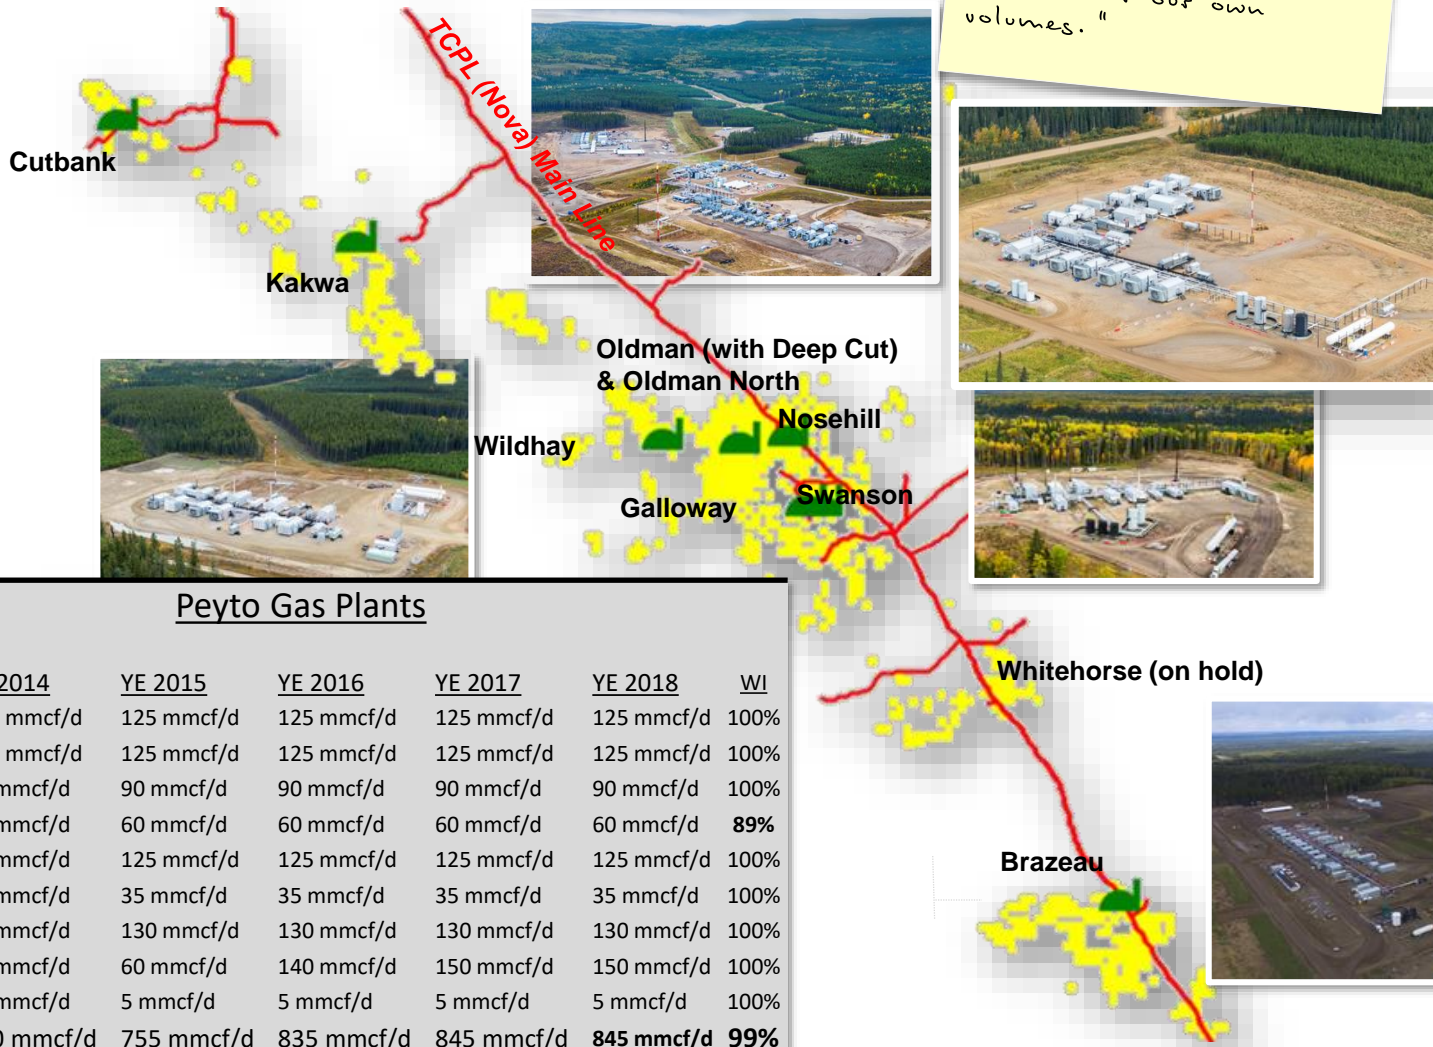 our own
volumes."
TCPL (Nova) Main Line
Cutbank
Kakwa
Oldman (with Deep Cut)
& Oldman North
Nosehill
Wildhay
Swanson
Galloway
Whitehorse (on hold)
Brazeau
Peyto Gas Plants
2014 YE 2015 YE 2016 YE 2017 YE 2018 WI
mmcf/d 125 mmcf/d 125 mmcf/d 125 mmcf/d 125 mmcf/d 100%
mmcf/d 125 mmcf/d 125 mmcf/d 125 mmcf/d 125 mmcf/d 100%
mmcf/d 90 mmcf/d 90 mmcf/d 90 mmcf/d 90 mmcf/d 100%
mmcf/d 60 mmcf/d 60 mmcf/d 60 mmcf/d 60 mmcf/d 89%
mmcf/d 125 mmcf/d 125 mmcf/d 125 mmcf/d 125 mmcf/d 100%
mmcf/d 35 mmcf/d 35 mmcf/d 35 mmcf/d 35 mmcf/d 100%
mmcf/d 130 mmcf/d 130 mmcf/d 130 mmcf/d 130 mmcf/d 100%
mmcf/d 60 mmcf/d 140 mmcf/d 150 mmcf/d 150 mmcf/d 100%
mmcf/d 5 mmcf/d 5 mmcf/d 5 mmcf/d 5 mmcf/d 100%
0 mmcf/d 755 mmcf/d 835 mmcf/d 845 mmcf/d 845 mmcf/d 99%